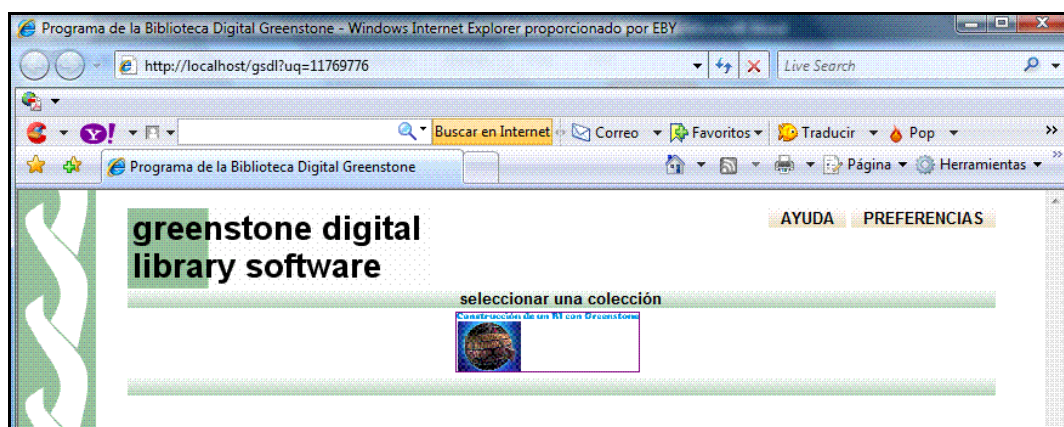 Programa de la Biblioteca Digital Greenstone - Windows Internet Explorer proporcionado por EBY
http://localhost/gsdl?uq=11769776
Live Search
Buscar en Internet
Correo
Favoritos
Traducir
Pop
Programa de la Biblioteca Digital Greenstone
Página
Herramientas
greenstone digital
library software
AYUDA
PREFERENCIAS
seleccionar una colección
Construcción de un RI con Greenstone